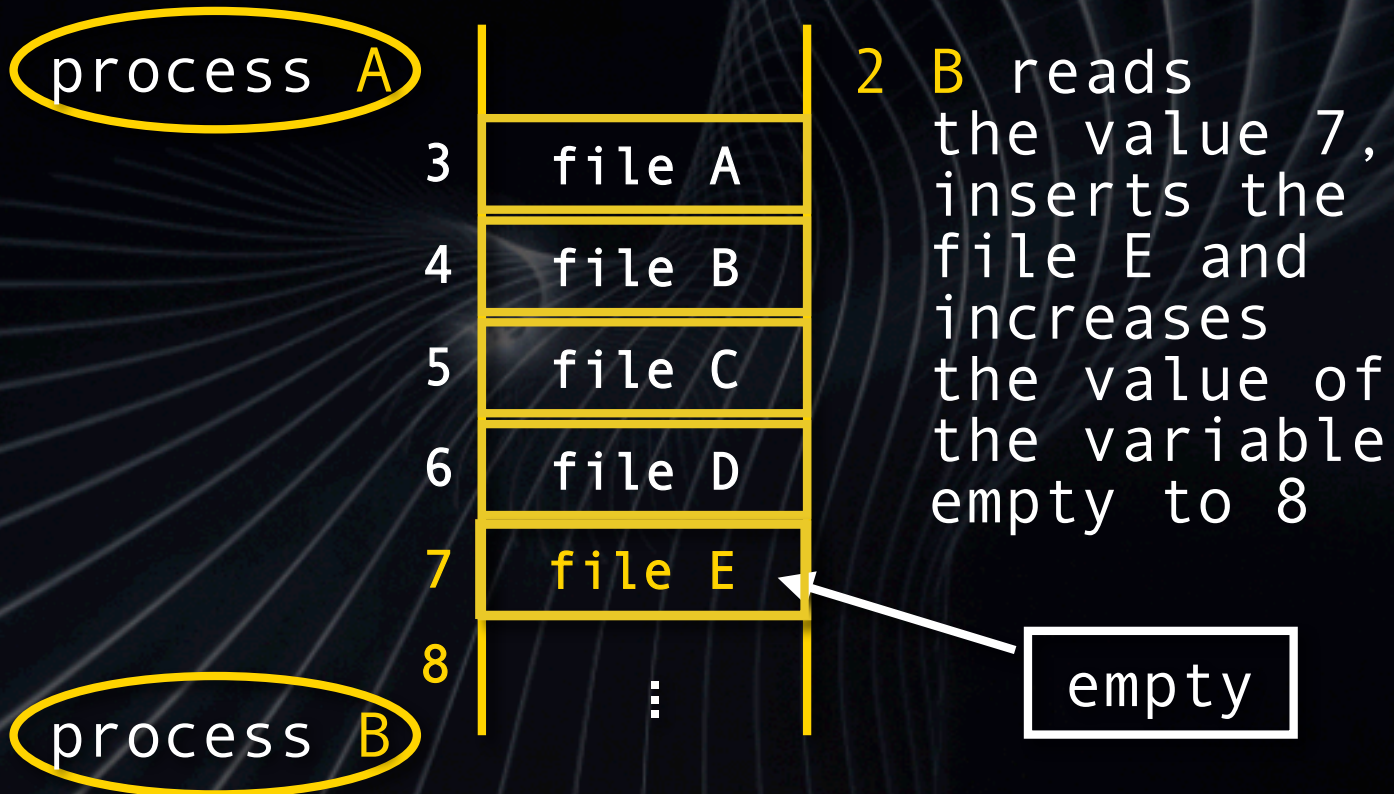 process A
3 file A
4 file B
5 file C
6 file D
7 file E
8
⋮
process B
2 B reads
the value 7,
inserts the
file E and
increases
the value of
the variable
empty to 8
empty